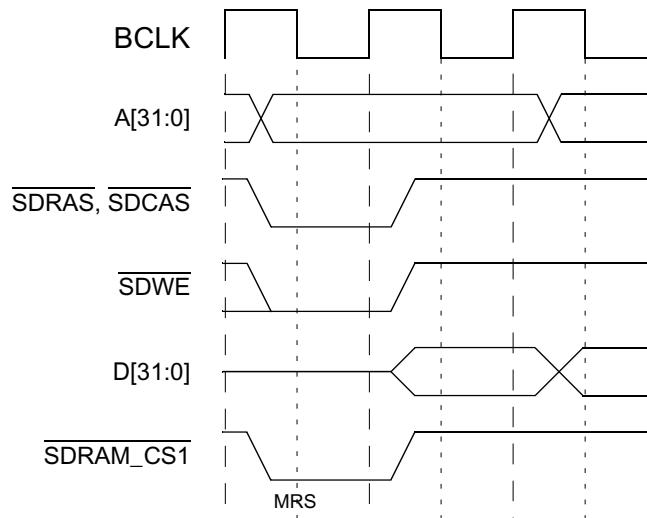 BCLK
A[31:0]
SDRAS, SDCAS
SDWE
D[31:0]
SDRAM_CS1
MRS